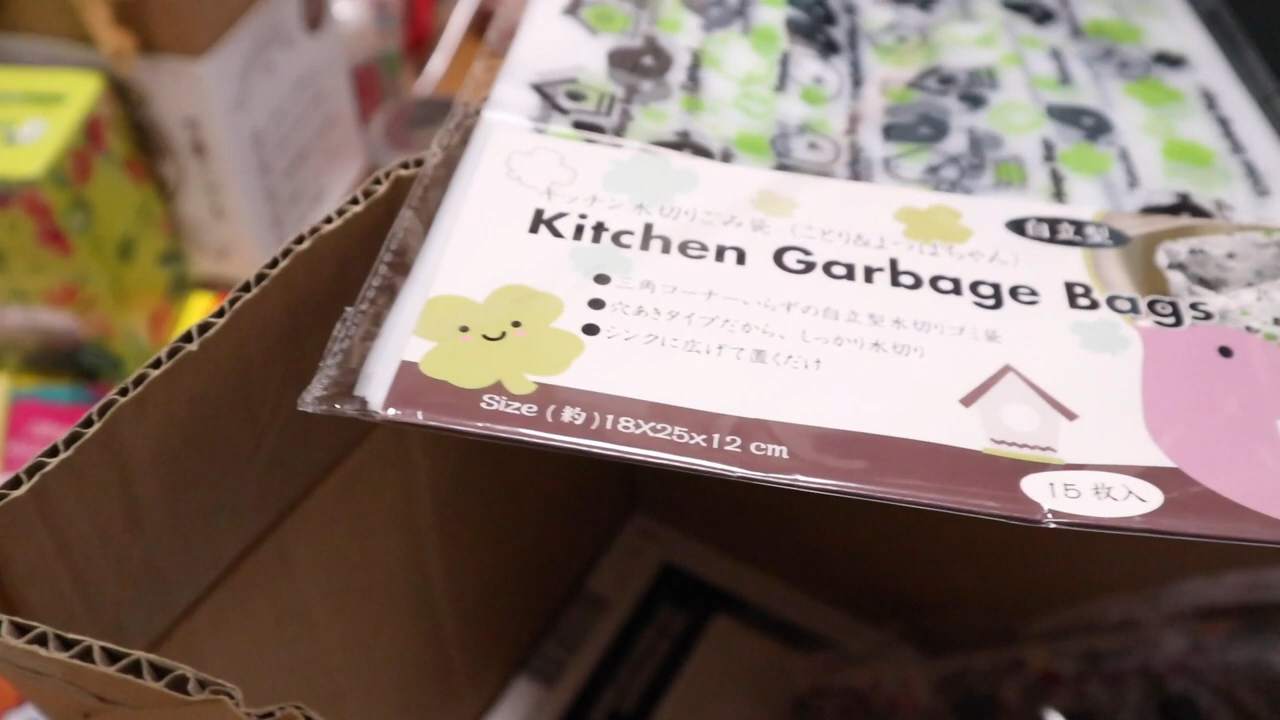 キッチン水切りごみ袋（ことり&よつばちゃん）
Kitchen Garbage Bags
自立型
●三角コーナーいらずの自立型水切りゴミ袋
●穴あきタイプだから、しっかり水切り
●シンクに広げて置くだけ
Size (約)18X25x12 cm
15 枚入